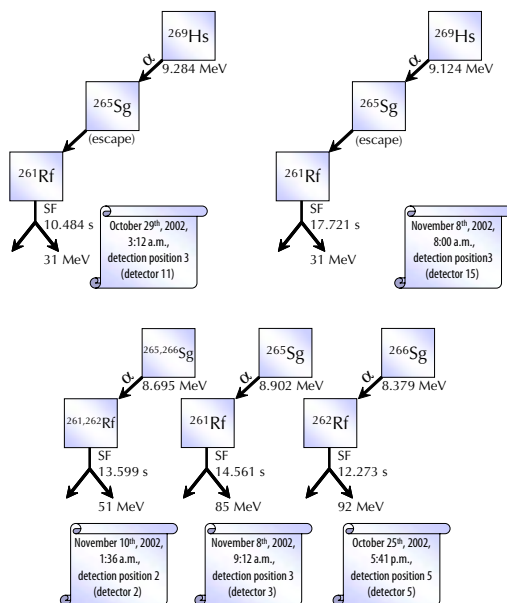 269Hs
α
9.284 MeV
265Sg
(escape)
261Rf
SF
10.484 s
31 MeV
October 29th, 2002,
3:12 a.m.,
detection position 3
(detector 11)
269Hs
α
9.124 MeV
265Sg
(escape)
261Rf
SF
17.721 s
31 MeV
November 8th, 2002,
8:00 a.m.,
detection position3
(detector 15)
265,266Sg
α
8.695 MeV
261,262Rf
SF
13.599 s
51 MeV
November 10th, 2002,
1:36 a.m.,
detection position 2
(detector 2)
265Sg
α
8.902 MeV
261Rf
SF
14.561 s
85 MeV
November 8th, 2002,
9:12 a.m.,
detection position 3
(detector 3)
266Sg
α
8.379 MeV
262Rf
SF
12.273 s
92 MeV
October 25th, 2002,
5:41 p.m.,
detection position 5
(detector 5)